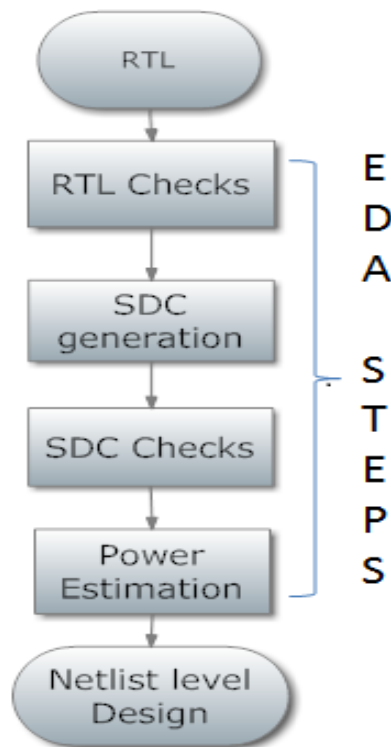 RTL
RTL Checks
SDC
generation
SDC Checks
Power
Estimation
Netlist level
Design
E
D
A
S
T
E
P
S